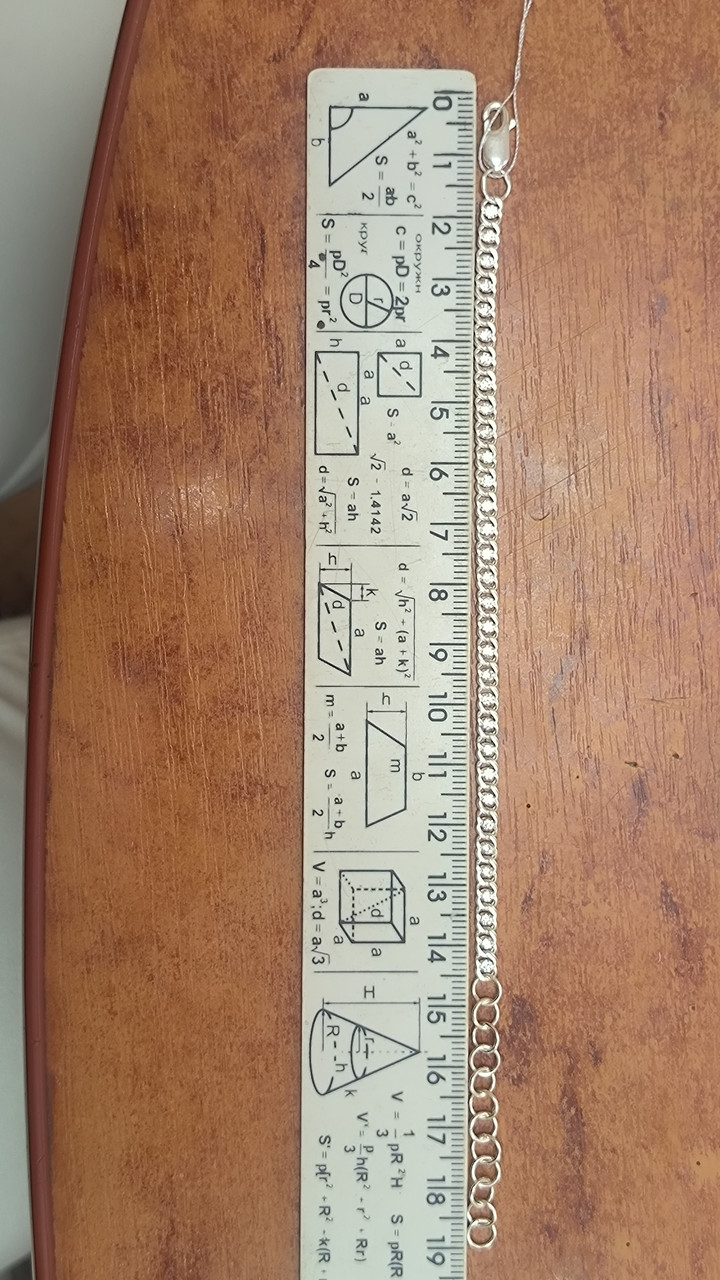 0 1 2 3 4 5 6 7 8 9 10 11 12 13 14 15 16 17 18 19
a
b
a² + b² = c²
S = ab/2
окружн
c = pD = 2pr
круг
S = pD²/4 = pr²
r
D
a
d
a
S = a²
d = a√2
√2 - 1.4142
h
d
a
S = ah
d = √a² + h²
h
k
d
a
d = √h² + (a + k)²
S = ah
h
b
m
a
m = a+b/2
S = a+b/2 h
a
d
a
a
V = a³; d = a√3
H
r
R
h
k
V = 1/3 pR²H
S = pR(R
V' = p/3 h(R² + r² + Rr)
S' = p[r² + R² + k(R +